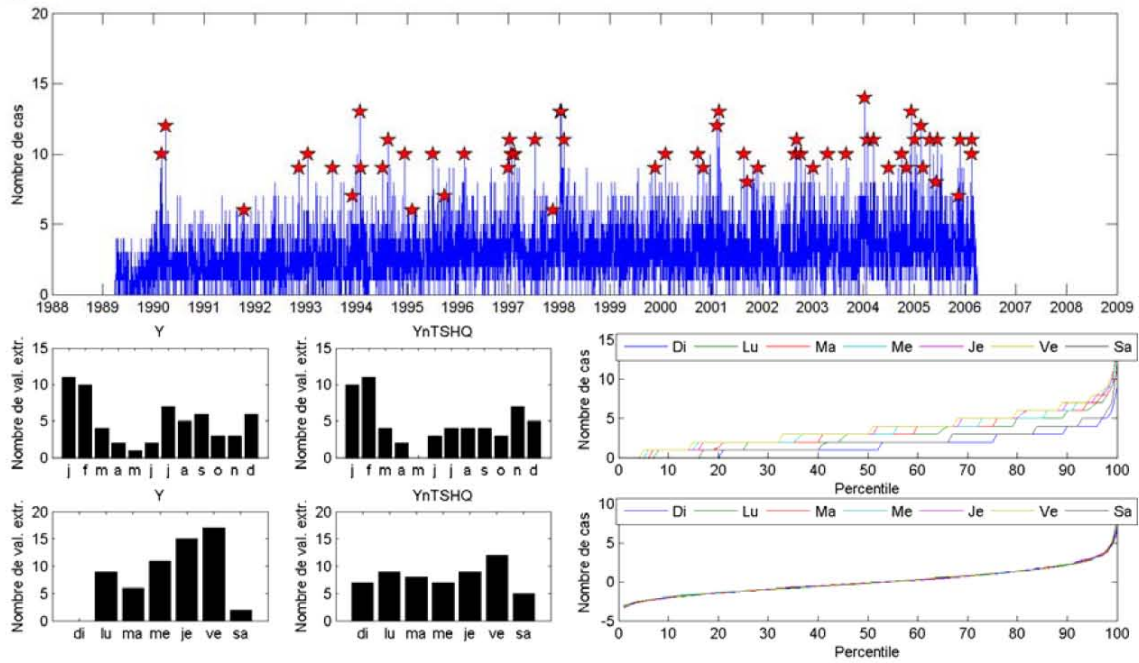 20
15
10
5
0
Nombre de cas
1988 1989 1990 1991 1992 1993 1994 1995 1996 1997 1998 1999 2000 2001 2002 2003 2004 2005 2006 2007 2008 2009
Y
15
10
5
0
Nombre de val. extr.
j f m a m j j a s o n d
YnTSHQ
15
10
5
0
Nombre de val. extr.
j f m a m j j a s o n d
Di Lu Ma Me Je Ve Sa
15
10
5
0
Nombre de cas
0 10 20 30 40 50 60 70 80 90 100
Percentile
Y
20
15
10
5
0
Nombre de val. extr.
di lu ma me je ve sa
YnTSHQ
20
15
10
5
0
Nombre de val. extr.
di lu ma me je ve sa
Di Lu Ma Me Je Ve Sa
10
5
0
-5
Nombre de cas
0 10 20 30 40 50 60 70 80 90 100
Percentile